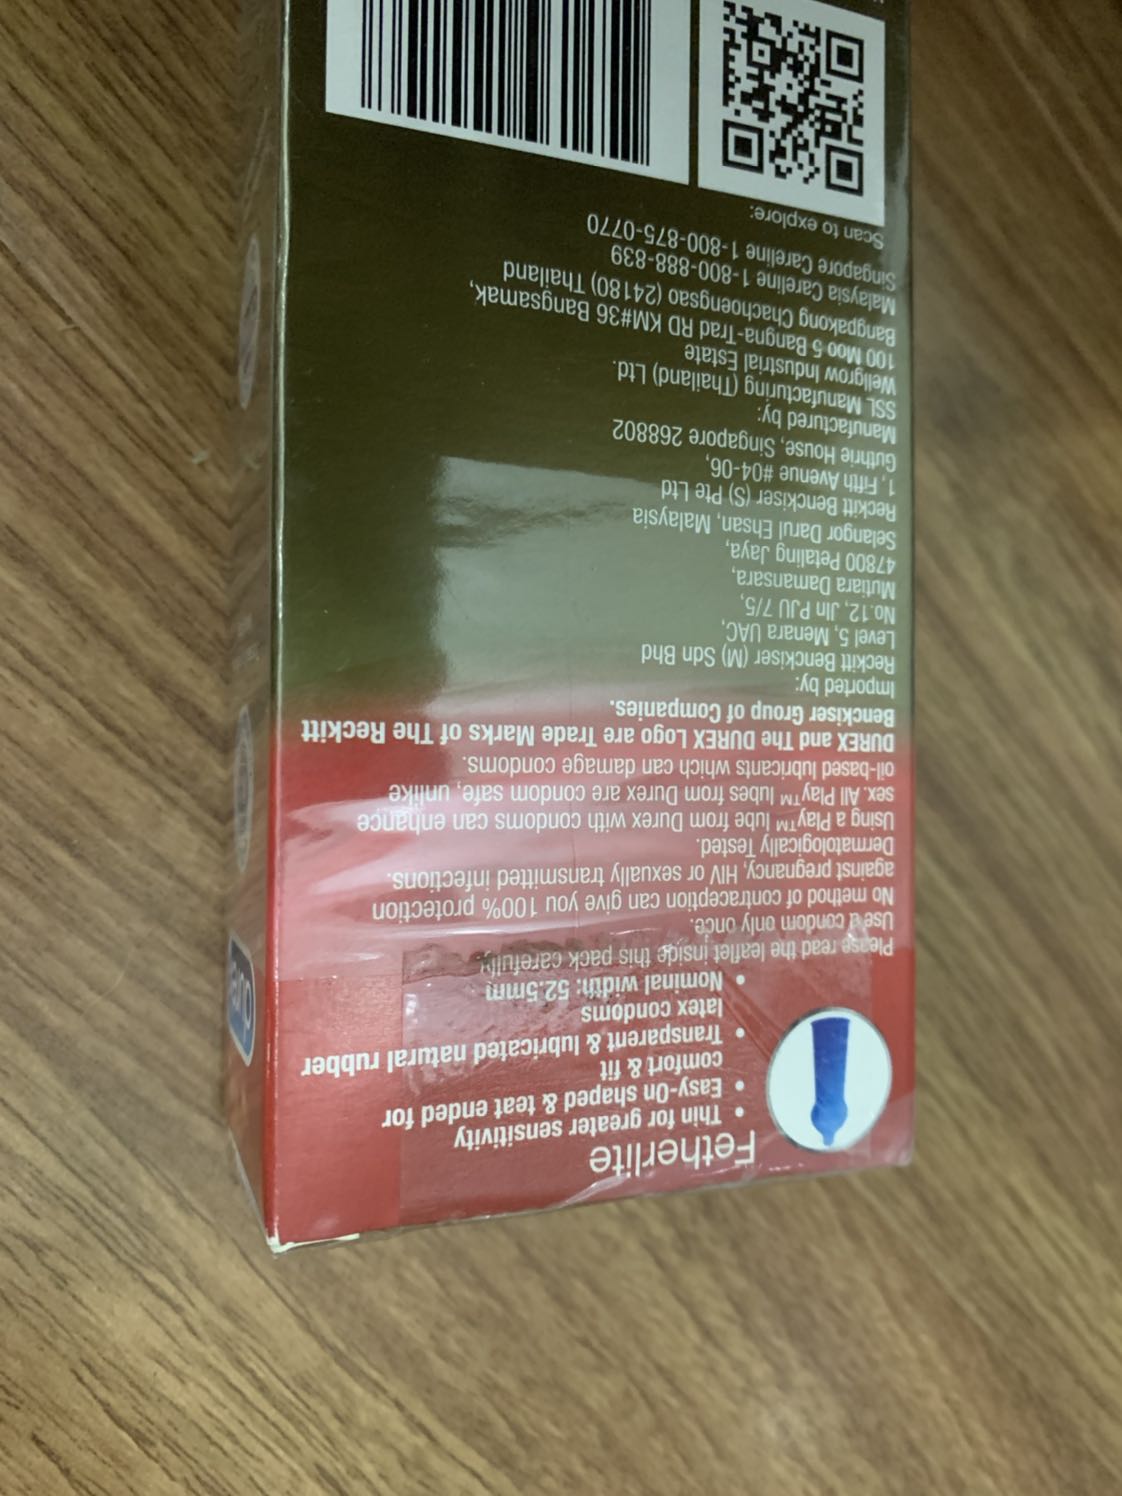 Fetherlite
• Thin for greater sensitivity
• Easy-On shaped & teat ended for
comfort & fit
• Transparent & lubricated natural rubber
latex condoms
• Nominal width: 52.5mm
Please read the leaflet inside this pack carefully
Use a condom only once.
No method of contraception can give you 100% protection
against pregnancy, HIV or sexually transmitted infections.
Dermatologically Tested.
Using a Play™ lube from Durex with condoms can enhance
sex. All Play™ lubes from Durex are condom safe, unlike
oil-based lubricants which can damage condoms.
DUREX and The DUREX Logo are Trade Marks of The Reckitt
Benckiser Group of Companies.
Imported by:
Reckitt Benckiser (M) Sdn Bhd
Level 5, Menara UAC,
No.12, Jln PJU 7/5,
Mutiara Damansara,
47800 Petaling Jaya,
Selangor Darul Ehsan, Malaysia
Reckitt Benckiser (S) Pte Ltd
1, Fifth Avenue #04-06,
Guthrie House, Singapore 268802
Manufactured by:
SSL Manufacturing (Thailand) Ltd.
Wellgrow Industrial Estate
100 Moo 5 Bangna-Trad RD KM#36 Bangsamak,
Bangpakong Chachoengsao (24180) Thailand
Malaysia Careline 1-800-888-839
Singapore Careline 1-800-875-0770
Scan to explore: